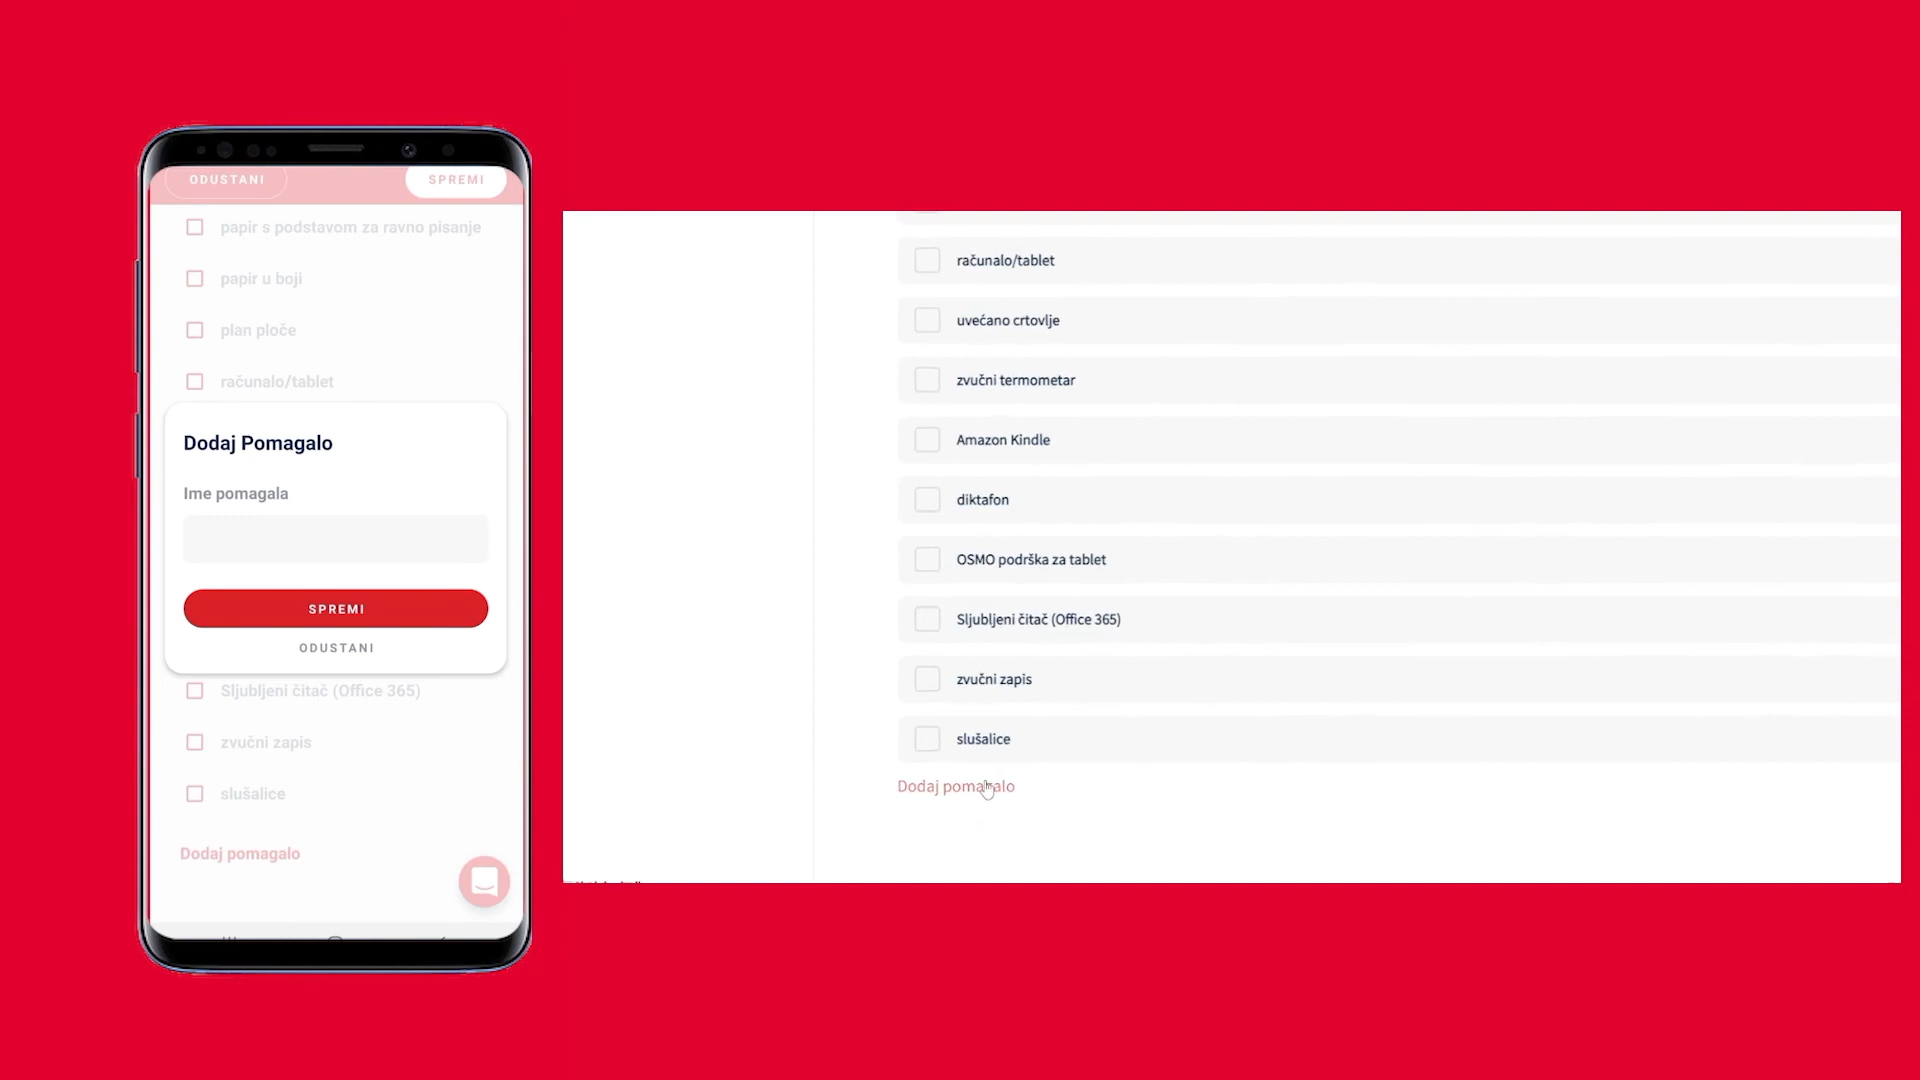 ODUSTANI
SPREMI
papir s podstavom za ravno pisanje
papir u boji
plan ploče
računalo/tablet
Dodaj Pomagalo
Ime pomagala
SPREMI
ODUSTANI
Sljubljeni čitač (Office 365)
zvučni zapis
slušalice
Dodaj pomagalo
računalo/tablet
uvećano crtovlje
zvučni termometar
Amazon Kindle
diktafon
OSMO podrška za tablet
Sljubljeni čitač (Office 365)
zvučni zapis
slušalice
Dodaj pomagalo